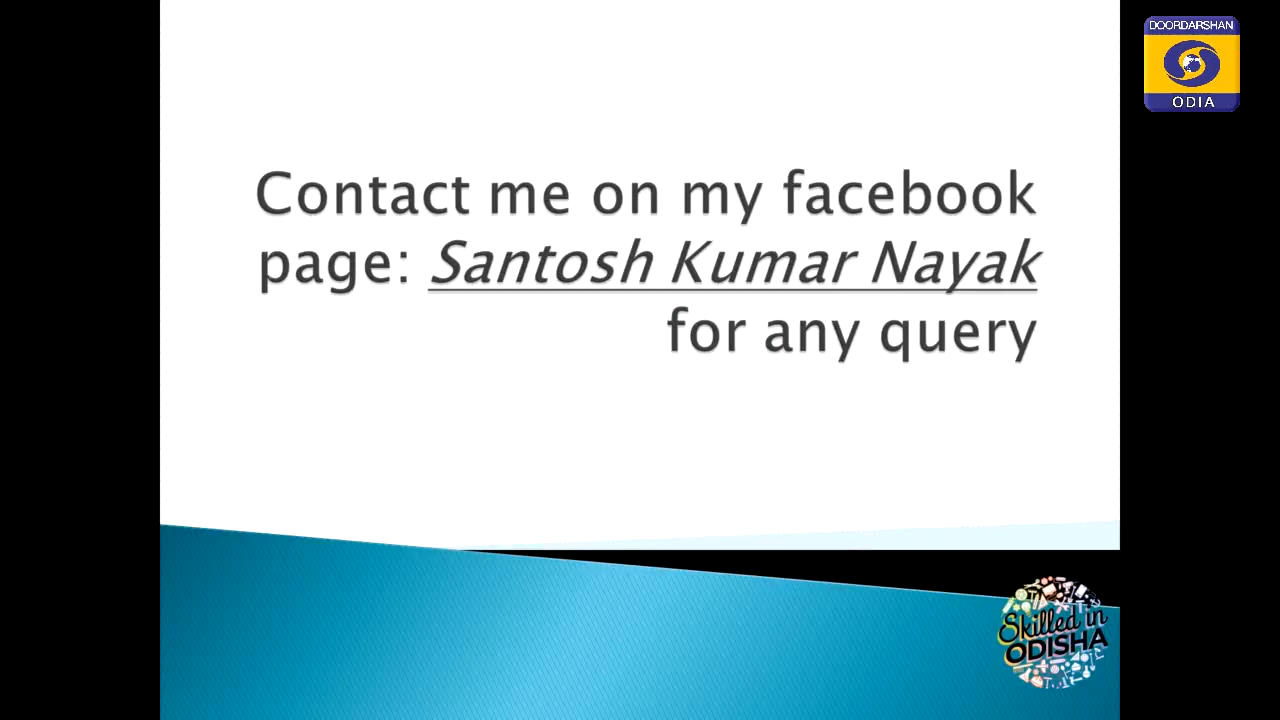 DOORDARSHAN
ODIA
Contact me on my facebook
page: Santosh Kumar Nayak
for any query
Skilled in
ODISHA